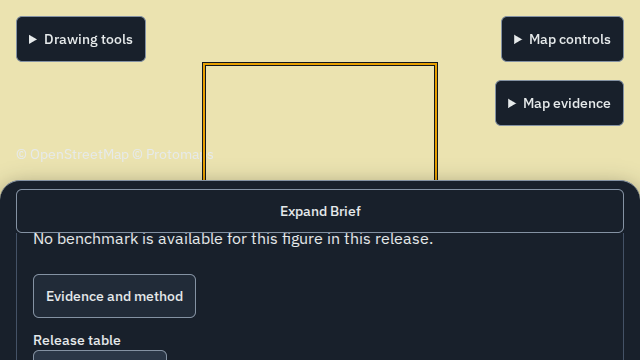 Drawing tools
Map controls
Map evidence
© OpenStreetMap © Protomaps
Expand Brief
No benchmark is available for this figure in this release.
Evidence and method
Release table